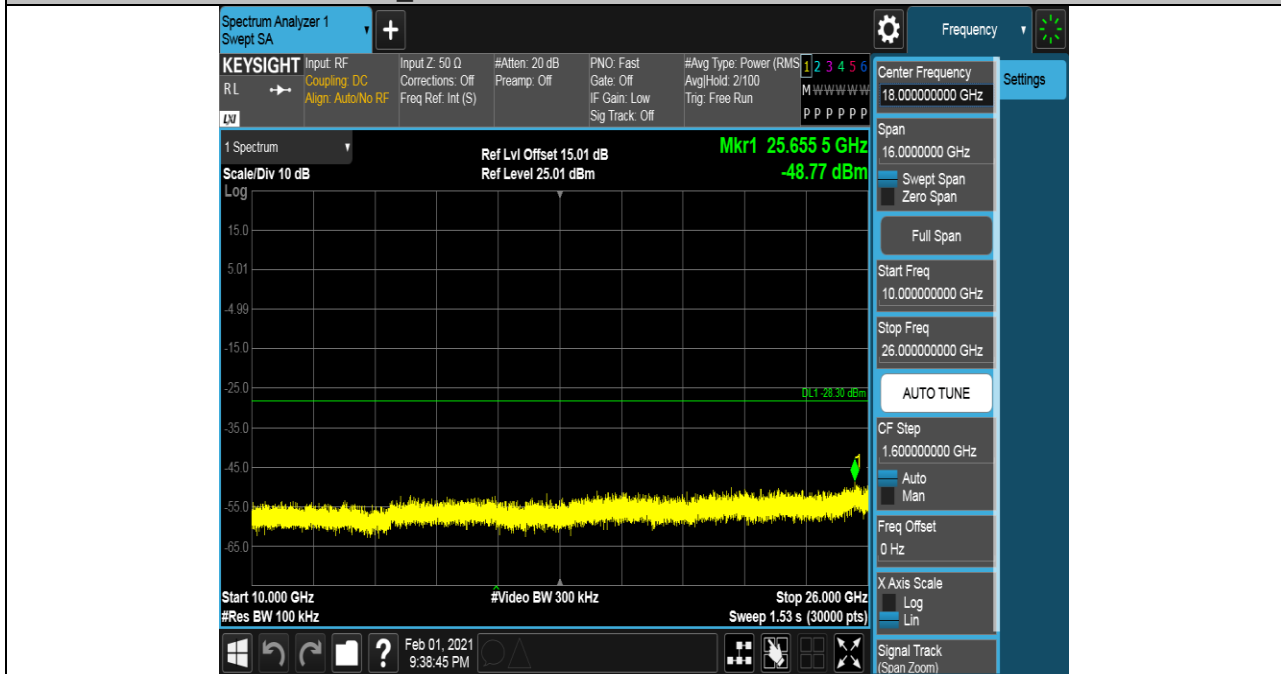 Spectrum Analyzer 1
Swept SA
+
Frequency
KEYSIGHT
RL
LXI
Input: RF
Coupling: DC
Align: Auto/No RF
Input Z: 50 Ω
Corrections: Off
Freq Ref: Int (S)
#Atten: 20 dB
Preamp: Off
PNO: Fast
Gate: Off
IF Gain: Low
Sig Track: Off
#Avg Type: Power (RMS
Avg|Hold: 2/100
Trig: Free Run
1 2 3 4 5 6
M W W W W W
P P P P P P
1 Spectrum
Scale/Div 10 dB
Ref Lvl Offset 15.01 dB
Ref Level 25.01 dBm
Mkr1 25.655 5 GHz
-48.77 dBm
Log
15.0
5.01
-4.99
-15.0
-25.0
DL1 -28.30 dBm
-35.0
-45.0
1
-55.0
-65.0
Start 10.000 GHz
#Video BW 300 kHz
Stop 26.000 GHz
#Res BW 100 kHz
Sweep 1.53 s (30000 pts)
?
Feb 01, 2021
9:38:45 PM
Center Frequency
18.000000000 GHz
Span
16.0000000 GHz
Swept Span
Zero Span
Full Span
Start Freq
10.000000000 GHz
Stop Freq
26.000000000 GHz
AUTO TUNE
CF Step
1.600000000 GHz
Auto
Man
Freq Offset
0 Hz
X Axis Scale
Log
Lin
Signal Track
(Span Zoom)
Settings